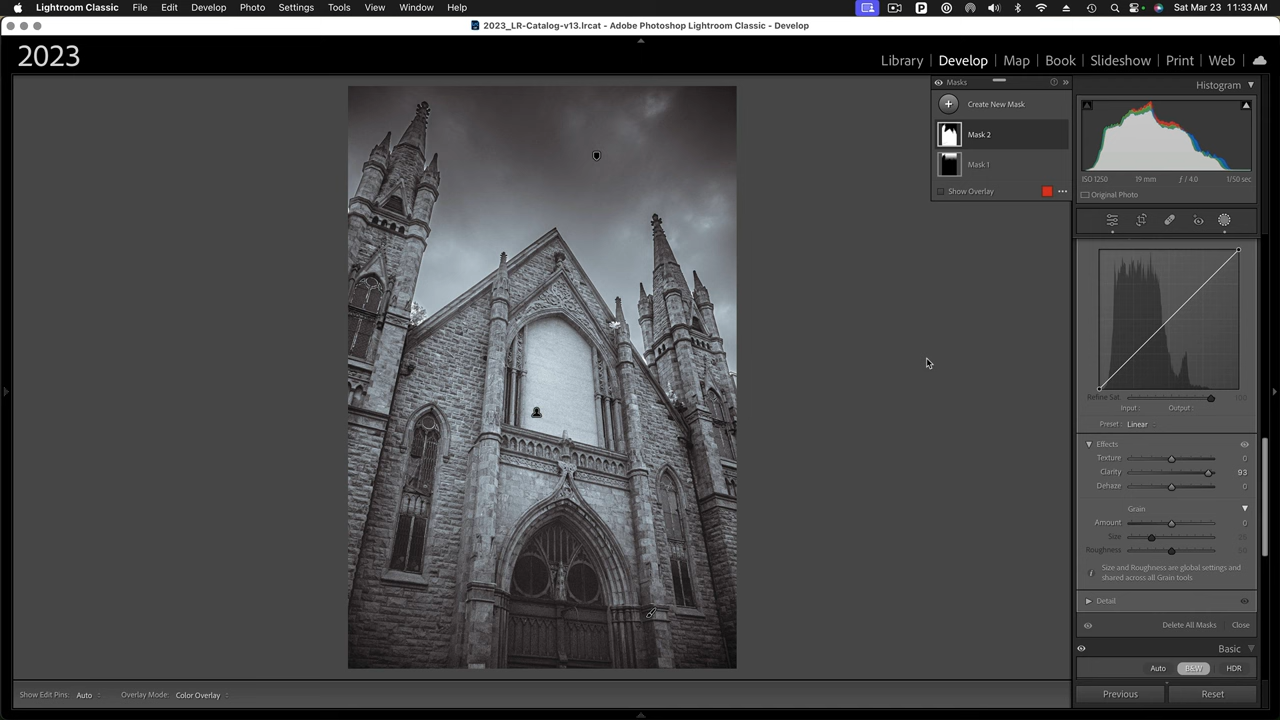 Lightroom Classic File Edit Develop Photo Settings Tools View Window Help Sat Mar 23 11:33 AM
2023_LR-Catalog-v13.lrcat - Adobe Photoshop Lightroom Classic - Develop
2023
Library | Develop | Map | Book | Slideshow | Print | Web
Masks
Histogram
Create New Mask
Mask 2
Mask 1
ISO 1250 19 mm ƒ / 4.0 1/50 sec
Show Overlay
Original Photo
Refine Sat. 100
Input : Output :
Preset : Linear
Effects
Texture 0
Clarity 93
Dehaze 0
Grain
Amount 0
Size
Roughness
Size and Roughness are global settings and
shared across all Grain tools
Detail
Delete All Masks Close
Basic
Auto B&W HDR
Show Edit Pins: Auto Overlay Mode: Color Overlay
Previous Reset